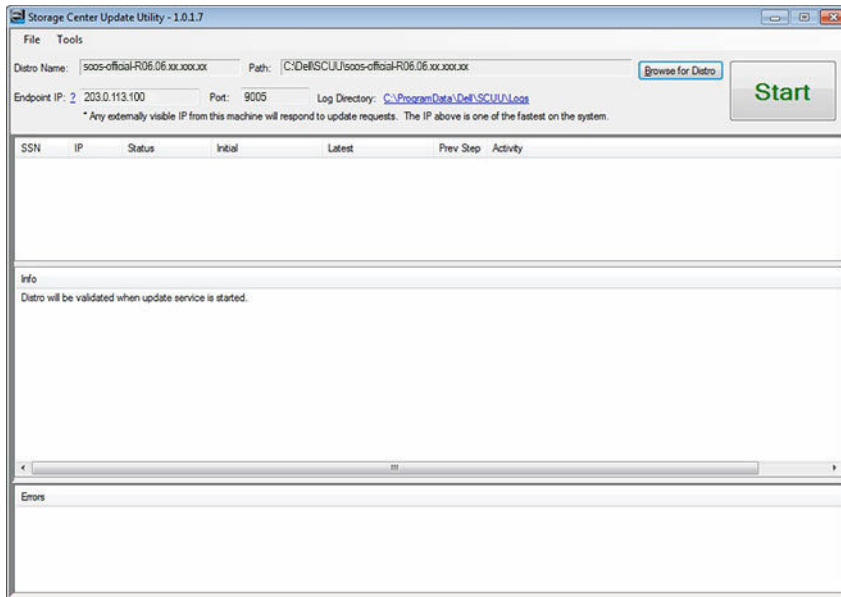 Storage Center Update Utility - 1.0.1.7
File Tools
Distro Name: scos-official-R06.06.xx.xxx.xx Path: C:\Dell\SCUU\scos-official-R06.06.xx.xxx.xx Browse for Distro
Start
Endpoint IP: ? 203.0.113.100 Port: 9005 Log Directory: C:\ProgramData\Dell\SCUU\Logs
* Any externally visible IP from this machine will respond to update requests. The IP above is one of the fastest on the system.
SSN IP Status Initial Latest Prev Step Activity
Info
Distro will be validated when update service is started.
Errors